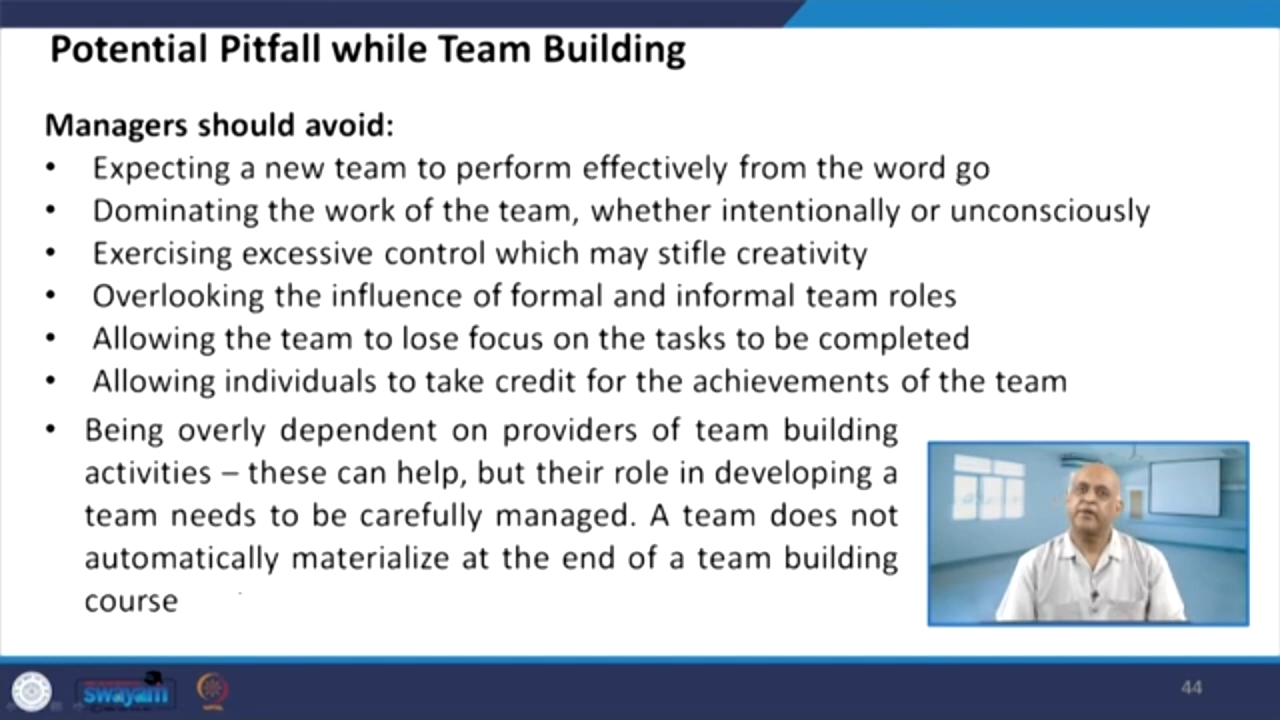 Potential Pitfall while Team Building
Managers should avoid:
• Expecting a new team to perform effectively from the word go
• Dominating the work of the team, whether intentionally or unconsciously
• Exercising excessive control which may stifle creativity
• Overlooking the influence of formal and informal team roles
• Allowing the team to lose focus on the tasks to be completed
• Allowing individuals to take credit for the achievements of the team
• Being overly dependent on providers of team building
activities – these can help, but their role in developing a
team needs to be carefully managed. A team does not
automatically materialize at the end of a team building
course
swayam
44